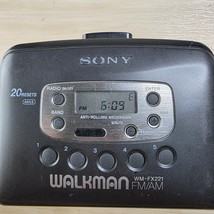 SONY
20 PRESETS
RADIO ON/OFF
ENTER
BAND
6:09
ANTI-ROLLING MECHANISM
1 2 3 4 5
WALKMAN
WM-FX221
FM/AM